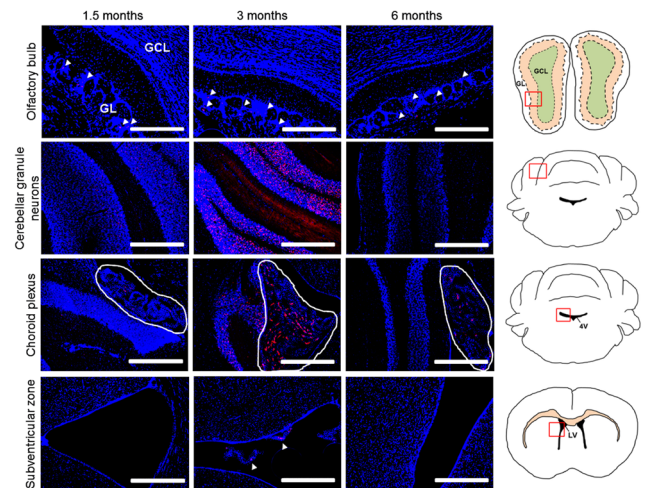 1.5 months
3 months
6 months
Olfactory bulb
GCL
GL
GCL
GL
Cerebellar granule
neurons
Choroid plexus
4V
Subventricular zone
LV